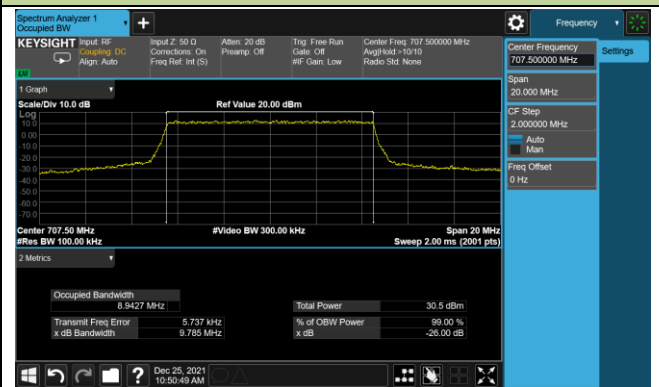 Spectrum Analyzer 1
Occupied BW
Frequency
KEYSIGHT
Input: RF
Coupling: DC
Align: Auto
Input Z: 50 Ω
Corrections: On
Freq Ref: Int (S)
Atten: 20 dB
Preamp: Off
Trig: Free Run
Gate: Off
#IF Gain: Low
Center Freq: 707.500000 MHz
Avg|Hold:>10/10
Radio Std: None
1 Graph
Scale/Div 10.0 dB
Ref Value 20.00 dBm
Log
10.0
0.00
-10.0
-20.0
-30.0
-40.0
-50.0
-60.0
-70.0
Center 707.50 MHz
#Video BW 300.00 kHz
Span 20 MHz
#Res BW 100.00 kHz
Sweep 2.00 ms (2001 pts)
2 Metrics
Occupied Bandwidth
8.9427 MHz
Total Power 30.5 dBm
Transmit Freq Error 5.737 kHz
% of OBW Power 99.00 %
x dB Bandwidth 9.785 MHz
x dB -26.00 dB
Dec 25, 2021
10:50:49 AM
Center Frequency
707.500000 MHz
Settings
Span
20.000 MHz
CF Step
2.000000 MHz
Auto
Man
Freq Offset
0 Hz